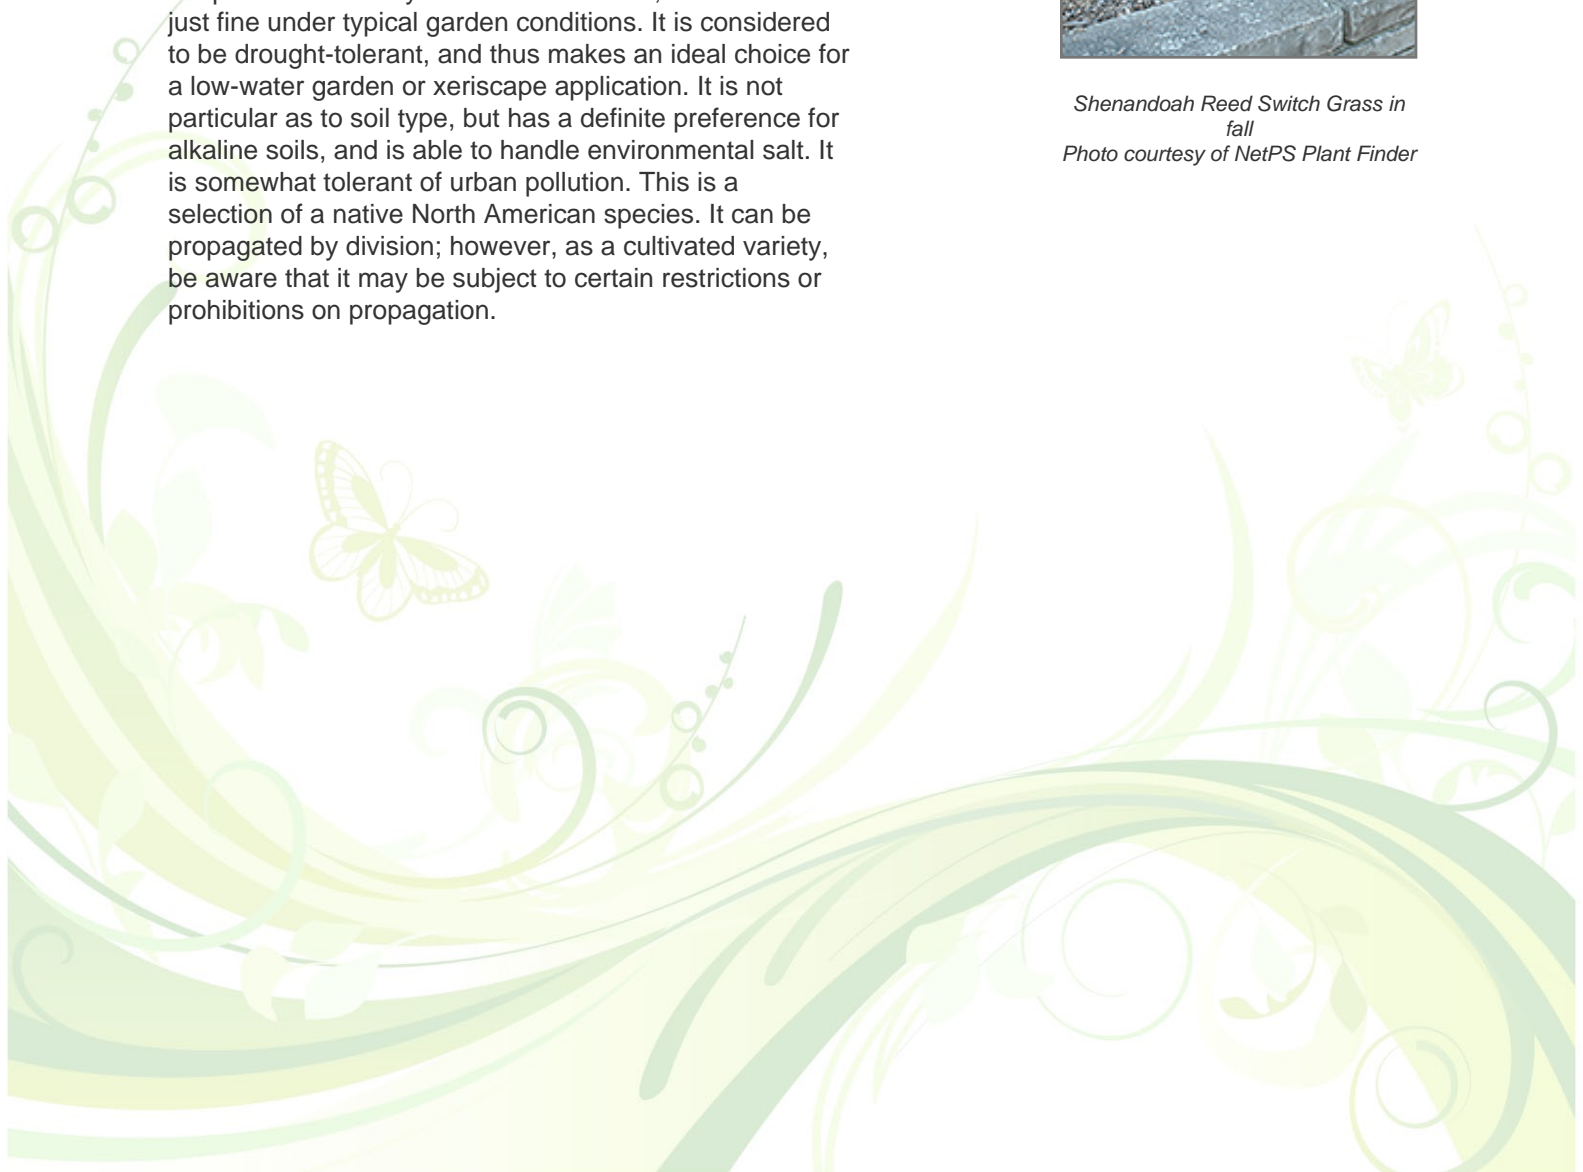 just fine under typical garden conditions. It is considered
to be drought-tolerant, and thus makes an ideal choice for
a low-water garden or xeriscape application. It is not
particular as to soil type, but has a definite preference for
alkaline soils, and is able to handle environmental salt. It
is somewhat tolerant of urban pollution. This is a
selection of a native North American species. It can be
propagated by division; however, as a cultivated variety,
be aware that it may be subject to certain restrictions or
prohibitions on propagation.
Shenandoah Reed Switch Grass in
fall
Photo courtesy of NetPS Plant Finder